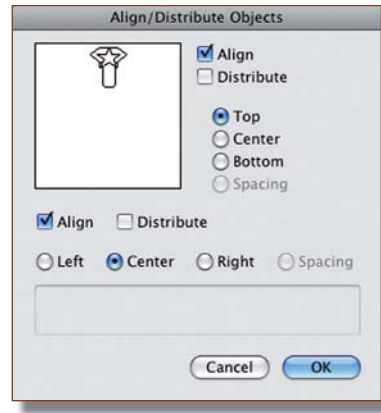 Align/Distribute Objects
Align
Distribute
Top
Center
Bottom
Spacing
Align Distribute
Left Center Right Spacing
Cancel OK